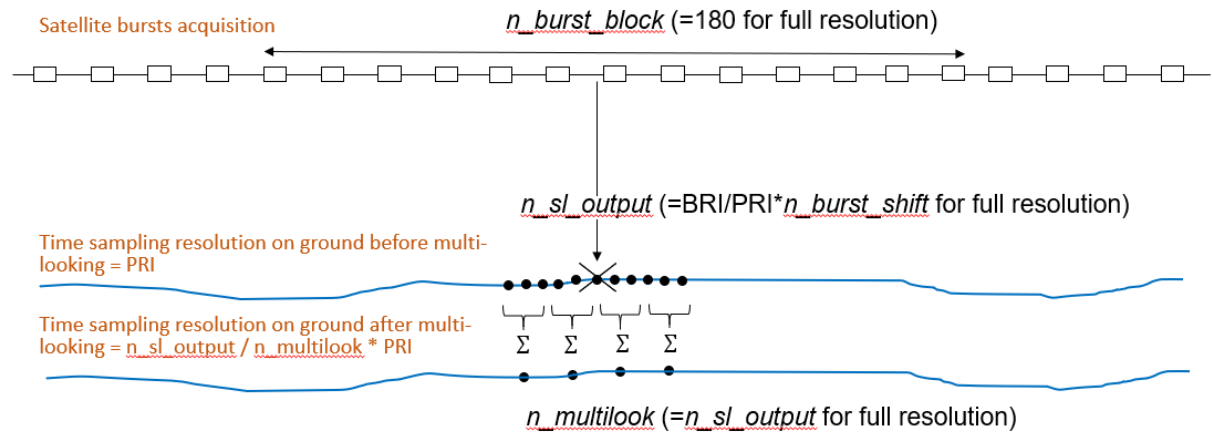 Satellite bursts acquisition
n_burst_block (=180 for full resolution)
n_sl_output (=BRI/PRI*n_burst_shift for full resolution)
Time sampling resolution on ground before multi-
looking = PRI
Time sampling resolution on ground after multi-
looking = n_sl_output / n_multilook * PRI
Σ Σ Σ Σ
n_multilook (=n_sl_output for full resolution)